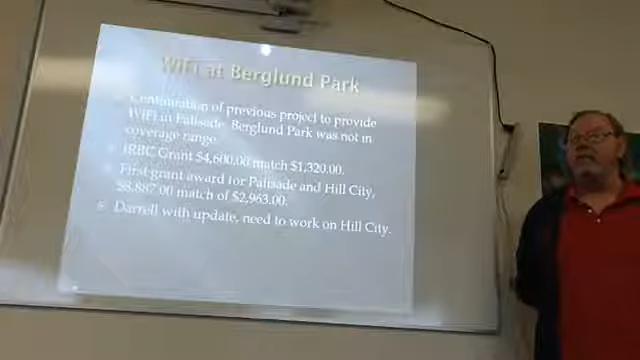 WiFi at Berglund Park
Continuation of previous project to provide
WiFi in Palisade. Berglund Park was not in
coverage range.
IRBC Grant $4,600.00 match $1,320.00.
First grant award for Palisade and Hill City,
$8,887.00 match of $2,963.00.
Darrell with update, need to work on Hill City.